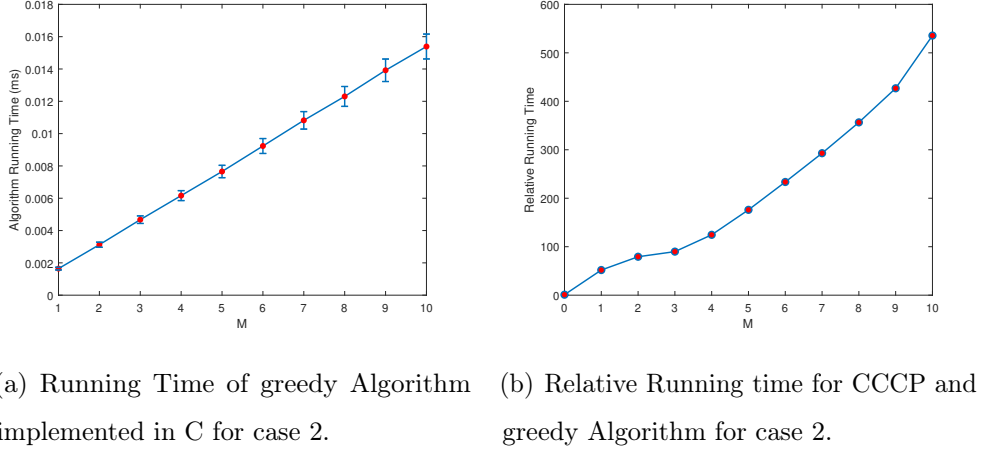 0.018
0.016
0.014
0.012
0.01
0.008
0.006
0.004
0.002
0
Algorithm Running Time (ms)
1 2 3 4 5 6 7 8 9 10
M
600
500
400
300
200
100
0
Relative Running Time
0 1 2 3 4 5 6 7 8 9 10
M
a) Running Time of greedy Algorithm
implemented in C for case 2.
(b) Relative Running time for CCCP and
greedy Algorithm for case 2.